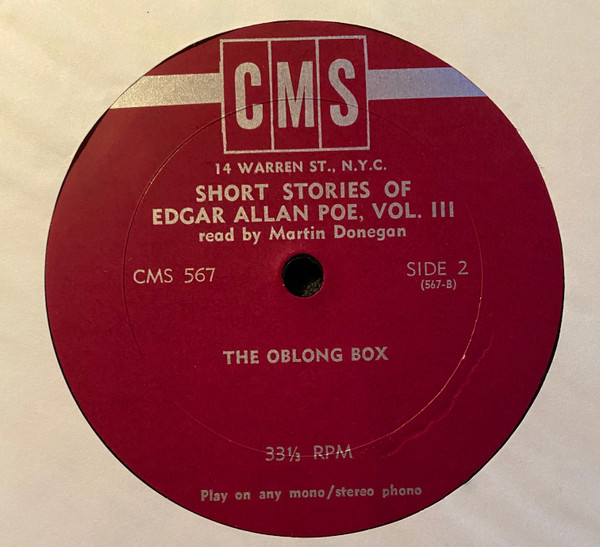 CMS
14 WARREN ST., N.Y.C.
SHORT STORIES OF
EDGAR ALLAN POE, VOL. III
read by Martin Donegan
CMS 567
SIDE 2
(567-B)
THE OBLONG BOX
33⅓ RPM
Play on any mono/stereo phono